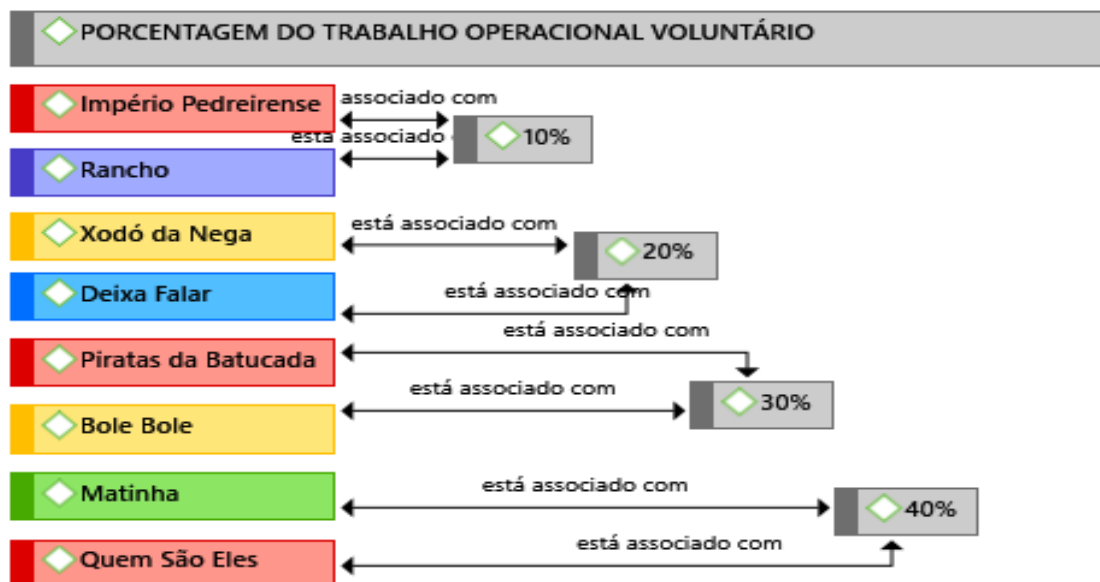 PORCENTAGEM DO TRABALHO OPERACIONAL VOLUNTÁRIO
Império Pedreirense
associado com
está associado
10%
Rancho
Xodó da Nega
está associado com
20%
Deixa Falar
está associado com
está associado com
Piratas da Batucada
está associado com
30%
Bole Bole
Matinha
está associado com
40%
Quem São Eles
está associado com